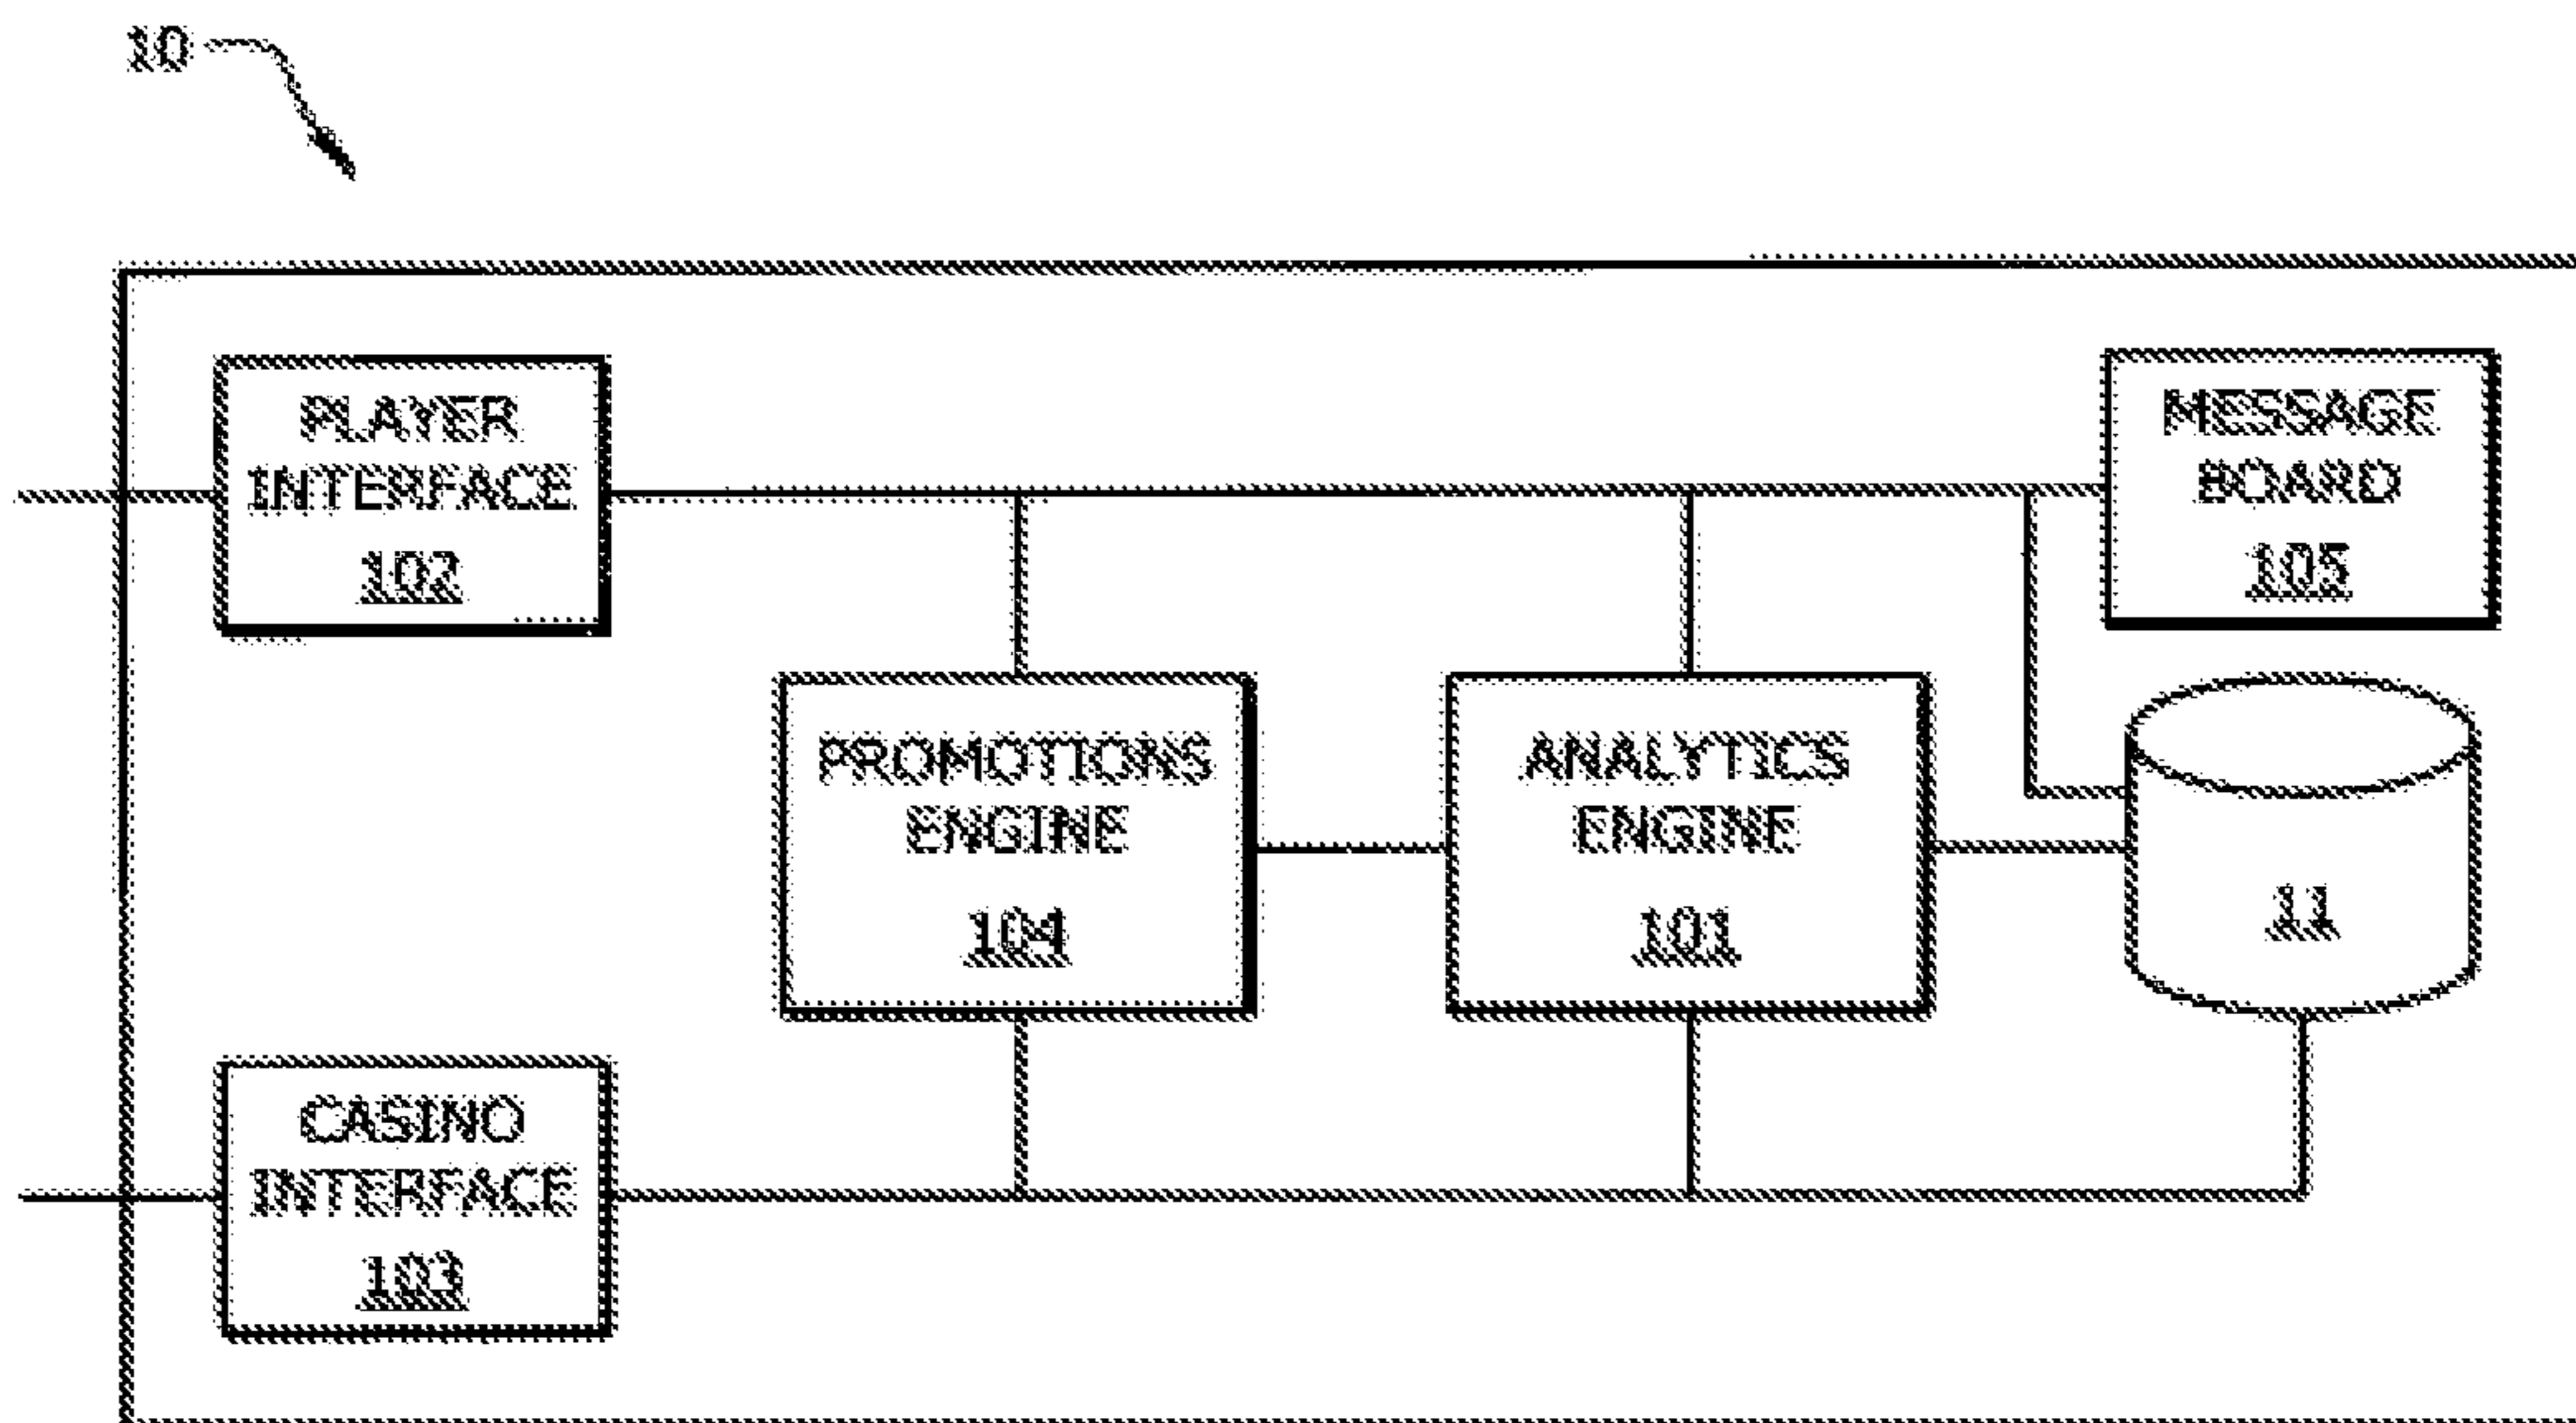 10
PLAYER
INTERFACE
102
MESSAGE
BOARD
105
PROMOTIONS
ENGINE
104
ANALYTICS
ENGINE
101
11
CASINO
INTERFACE
103